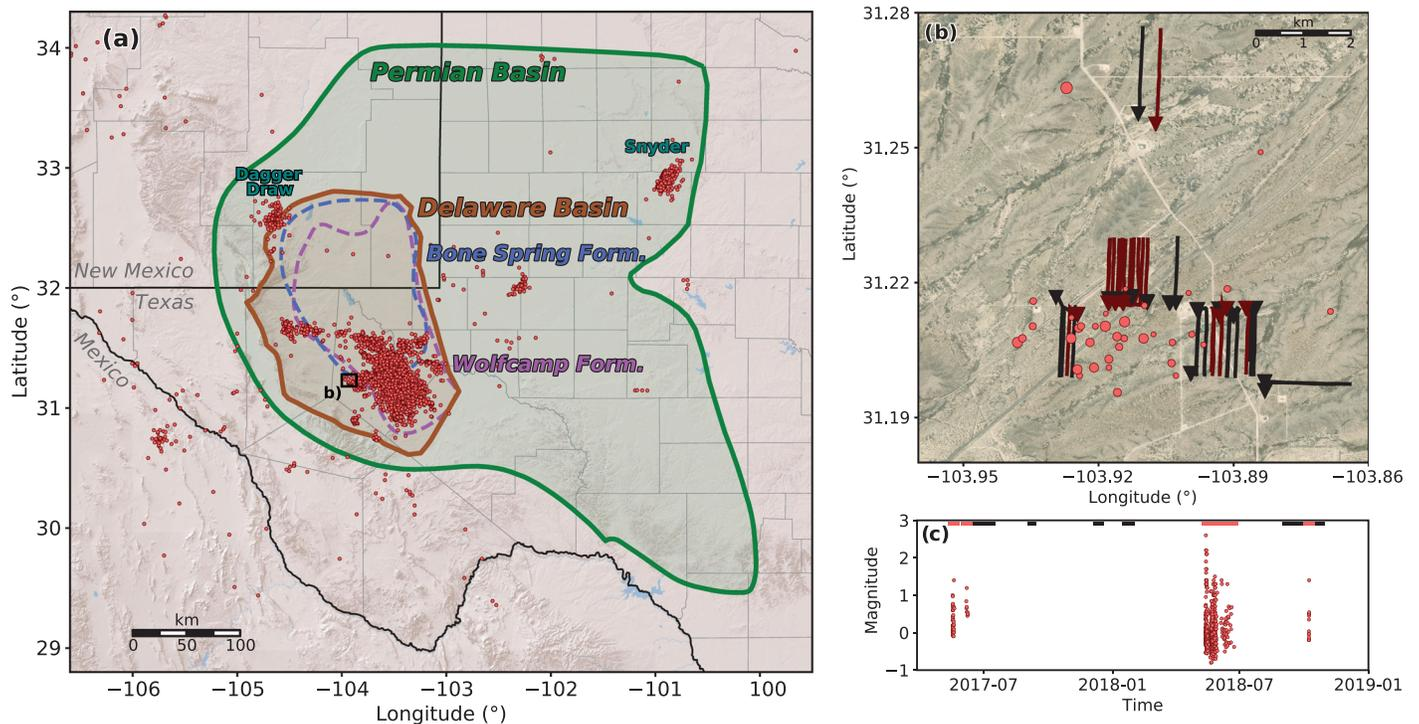 (a)
34
33
32
31
30
29
Latitude (°)
Permian Basin
Snyder
Dagger
Draw
Delaware Basin
Bone Spring Form.
New Mexico
Texas
Mexico
Wolfcamp Form.
b)
km
0 50 100
−106 −105 −104 −103 −102 −101 100
Longitude (°)
(b)
km
0 1 2
31.28
31.25
31.22
31.19
Latitude (°)
−103.95 −103.92 −103.89 −103.86
Longitude (°)
(c)
3
2
1
0
−1
Magnitude
2017-07 2018-01 2018-07 2019-01
Time